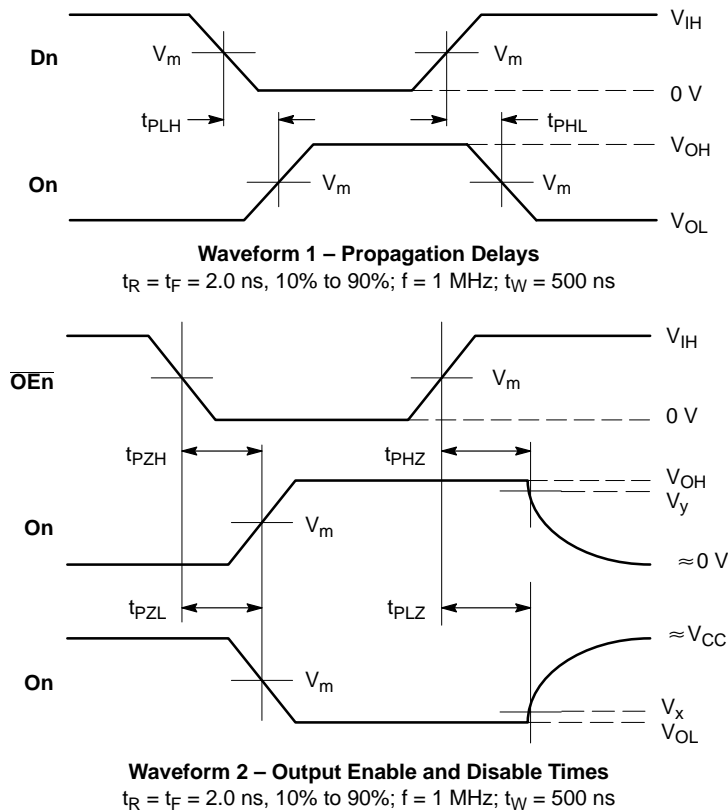 Dn
V_m
V_m
V_IH
0 V
t_PLH
t_PHL
V_OH
On
V_m
V_m
V_OL
Waveform 1 – Propagation Delays
t_R = t_F = 2.0 ns, 10% to 90%; f = 1 MHz; t_W = 500 ns
V_IH
OEn
V_m
0 V
t_PZH
t_PHZ
V_OH
V_y
On
V_m
≈0 V
t_PZL
t_PLZ
≈V_CC
On
V_m
V_x
V_OL
Waveform 2 – Output Enable and Disable Times
t_R = t_F = 2.0 ns, 10% to 90%; f = 1 MHz; t_W = 500 ns